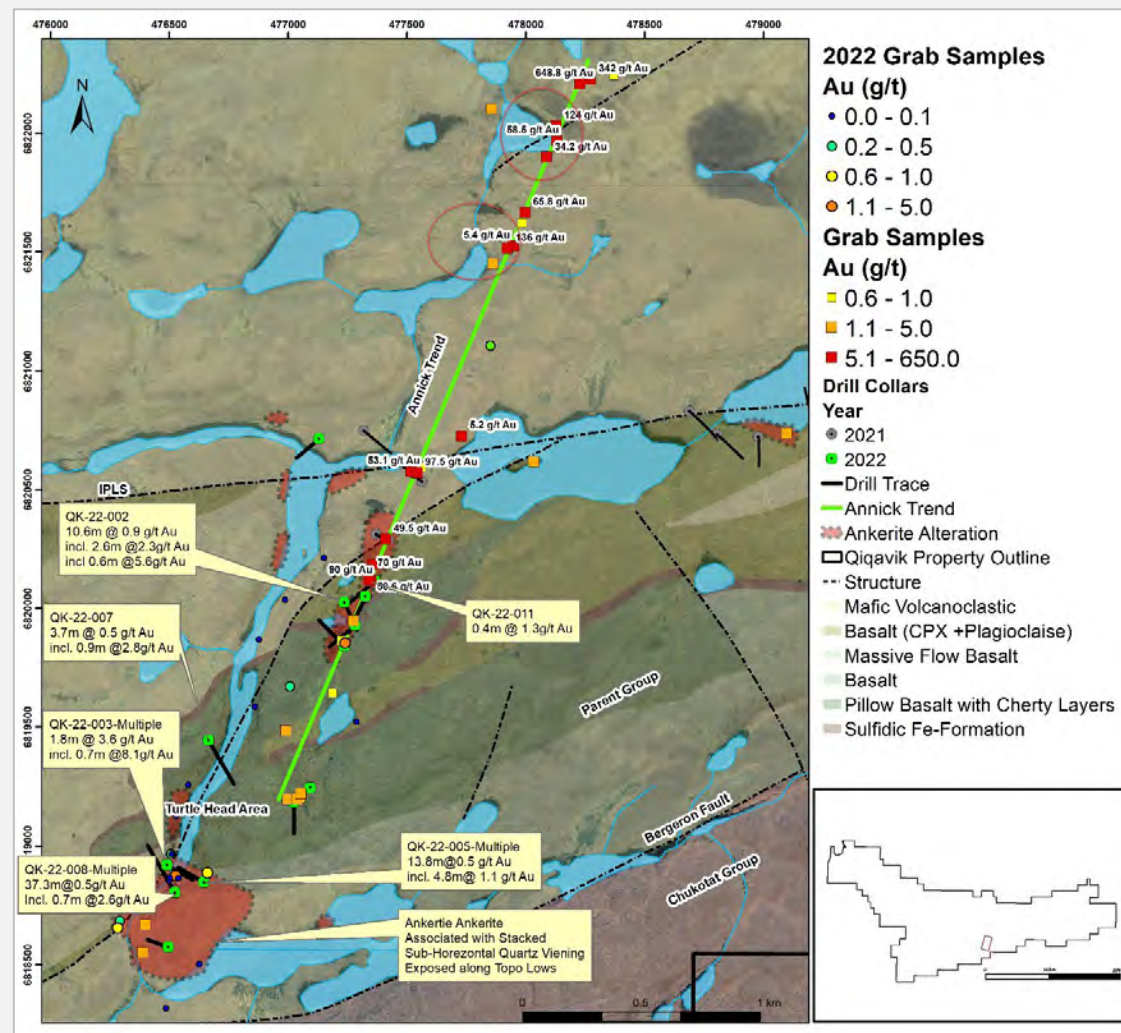 476000 476500 477000 477500 478000 478500 479000
6822000
6821500
6821000
6820500
6820000
6819500
6819000
6818500
N
648.8 g/t Au
342 g/t Au
124 g/t Au
58.5 g/t Au
34.2 g/t Au
65.8 g/t Au
5.4 g/t Au
136 g/t Au
Annick Trend
5.2 g/t Au
53.1 g/t Au
97.5 g/t Au
IPLS
49.5 g/t Au
70 g/t Au
90 g/t Au
QK-22-002
10.6m @ 0.9 g/t Au
incl. 2.6m @2.3g/t Au
incl. 0.6m @5.6g/t Au
QK-22-011
0.4m @ 1.3g/t Au
QK-22-007
3.7m @ 0.5 g/t Au
incl. 0.9m @2.8g/t Au
QK-22-003-Multiple
1.8m @ 3.6 g/t Au
incl. 0.7m @8.1g/t Au
Parent Group
Turtle Head Area
Bergeron Fault
Chukotat Group
QK-22-008-Multiple
37.3m@0.5g/t Au
Incl. 0.7m @2.6g/t Au
QK-22-005-Multiple
13.8m@0.5 g/t Au
incl. 4.8m @ 1.1 g/t Au
Ankertie Ankerite
Associated with Stacked
Sub-Horezontal Quartz Viening
Exposed along Topo Lows
0 0.5 1 km
2022 Grab Samples
Au (g/t)
0.0 - 0.1
0.2 - 0.5
0.6 - 1.0
1.1 - 5.0
Grab Samples
Au (g/t)
0.6 - 1.0
1.1 - 5.0
5.1 - 650.0
Drill Collars
Year
2021
2022
Drill Trace
Annick Trend
Ankerite Alteration
Qiqavik Property Outline
Structure
Mafic Volcanoclastic
Basalt (CPX +Plagioclaise)
Massive Flow Basalt
Basalt
Pillow Basalt with Cherty Layers
Sulfidic Fe-Formation